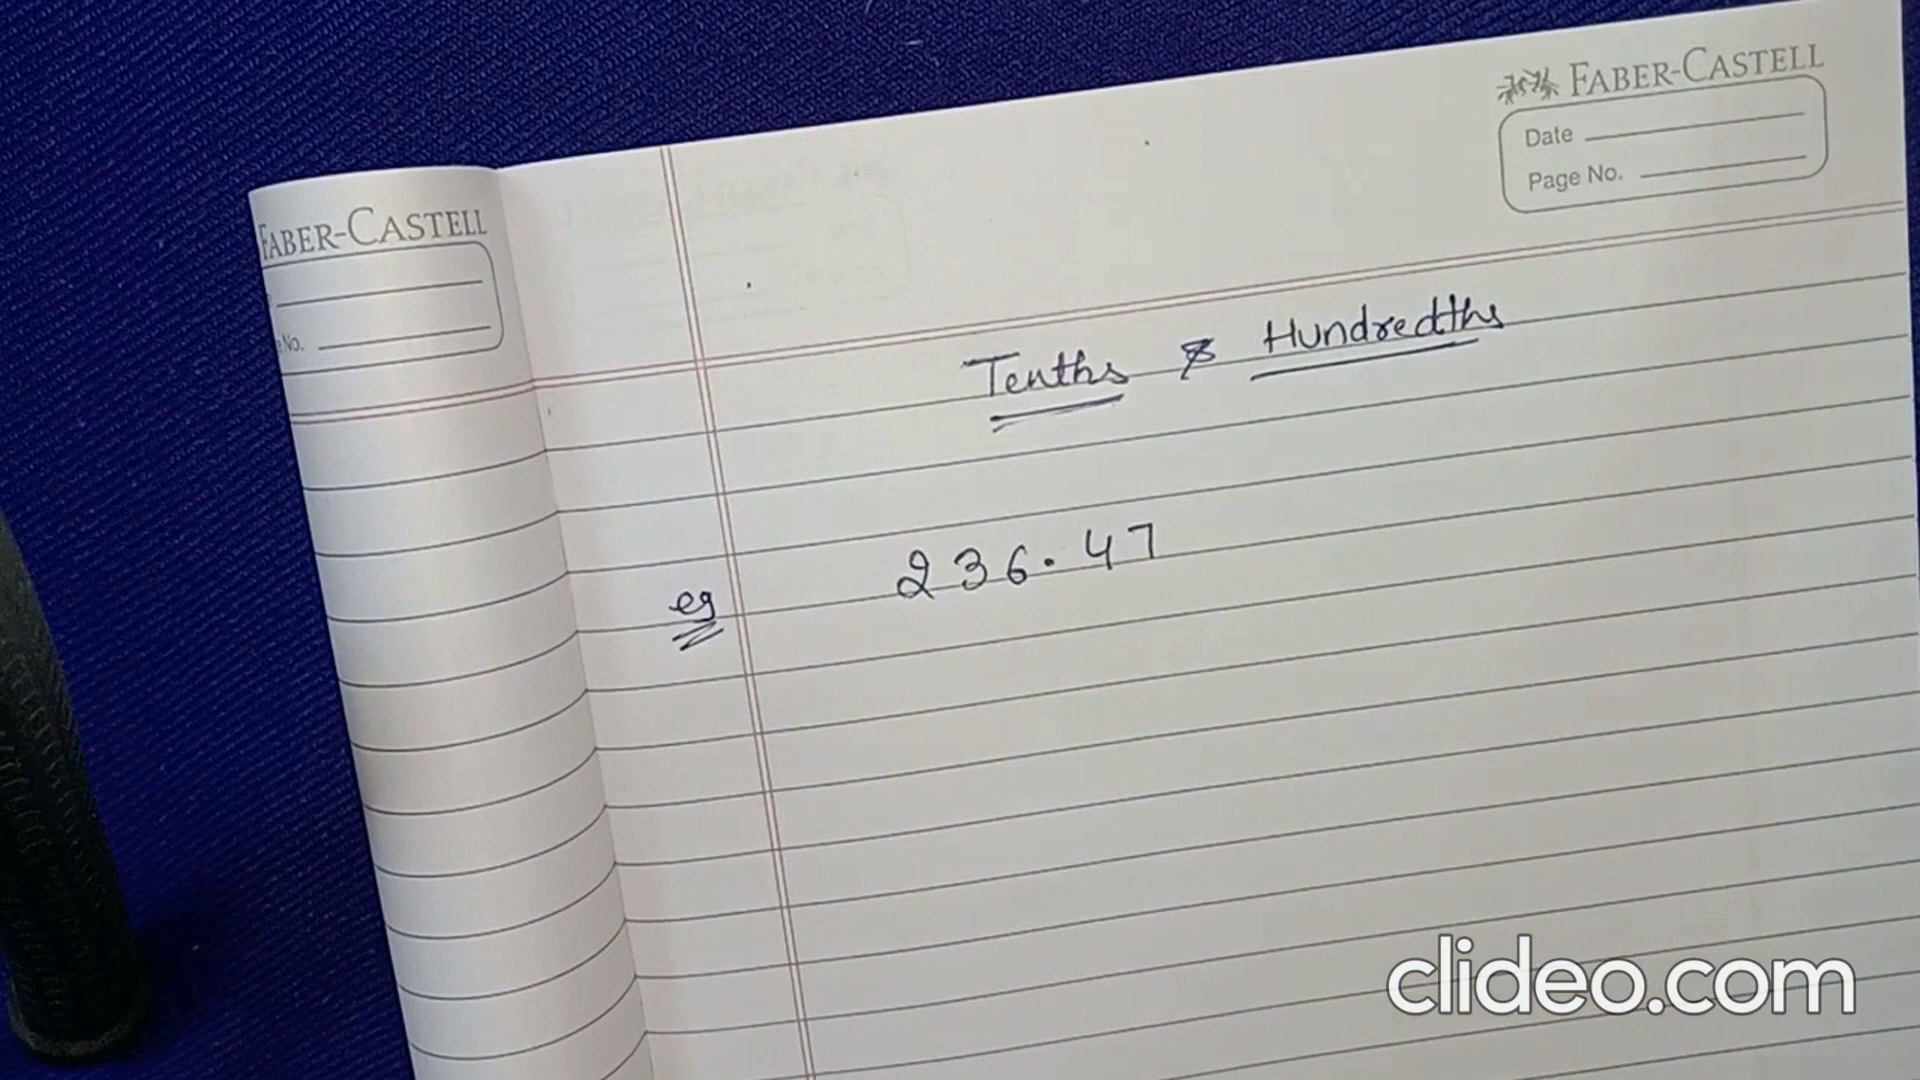 FABER-CASTELL
Date
Page No.
FABER-CASTELL
No.
Tenths & Hundredths
eg 236.47
clideo.com